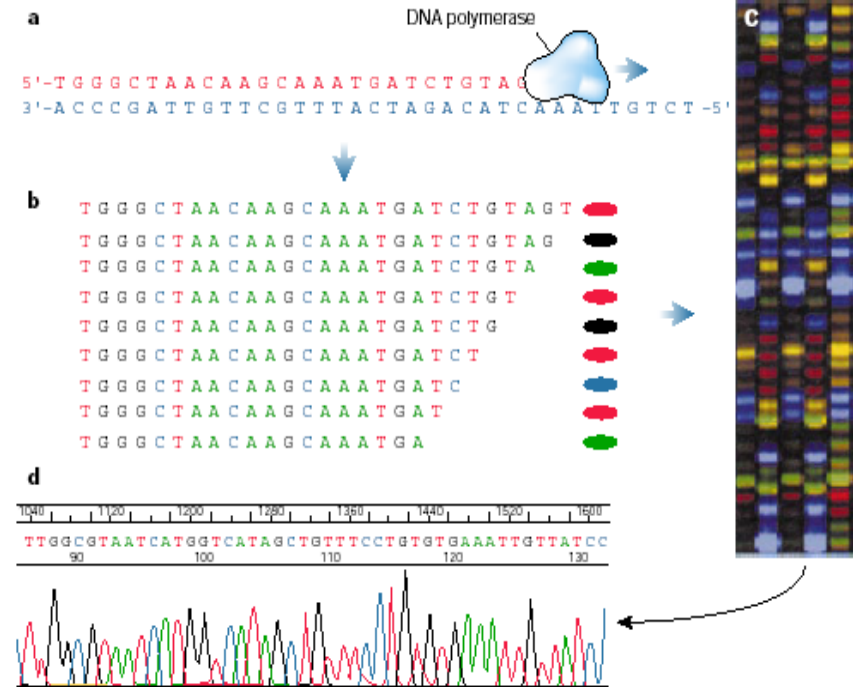 a
DNA polymerase
c
5'-TGGGCTAACAAGCAAATGATCTGTAG
3'-ACCCGATTGTTCGTTTACTAGACATCAAATTGTCT-5'
b
TGGGCTAACAAGCAAATGATCTGTAGT
TGGGCTAACAAGCAAATGATCTGTAG
TGGGCTAACAAGCAAATGATCTGTA
TGGGCTAACAAGCAAATGATCTGT
TGGGCTAACAAGCAAATGATCTG
TGGGCTAACAAGCAAATGATCT
TGGGCTAACAAGCAAATGATC
TGGGCTAACAAGCAAATGAT
TGGGCTAACAAGCAAATGA
d
1040 1120 1200 1280 1360 1440 1520 1600
TTGGCGTAATCATGGTCATAGCTGTTTCCTGTGTGAAATTGTTATCC
90 100 110 120 130